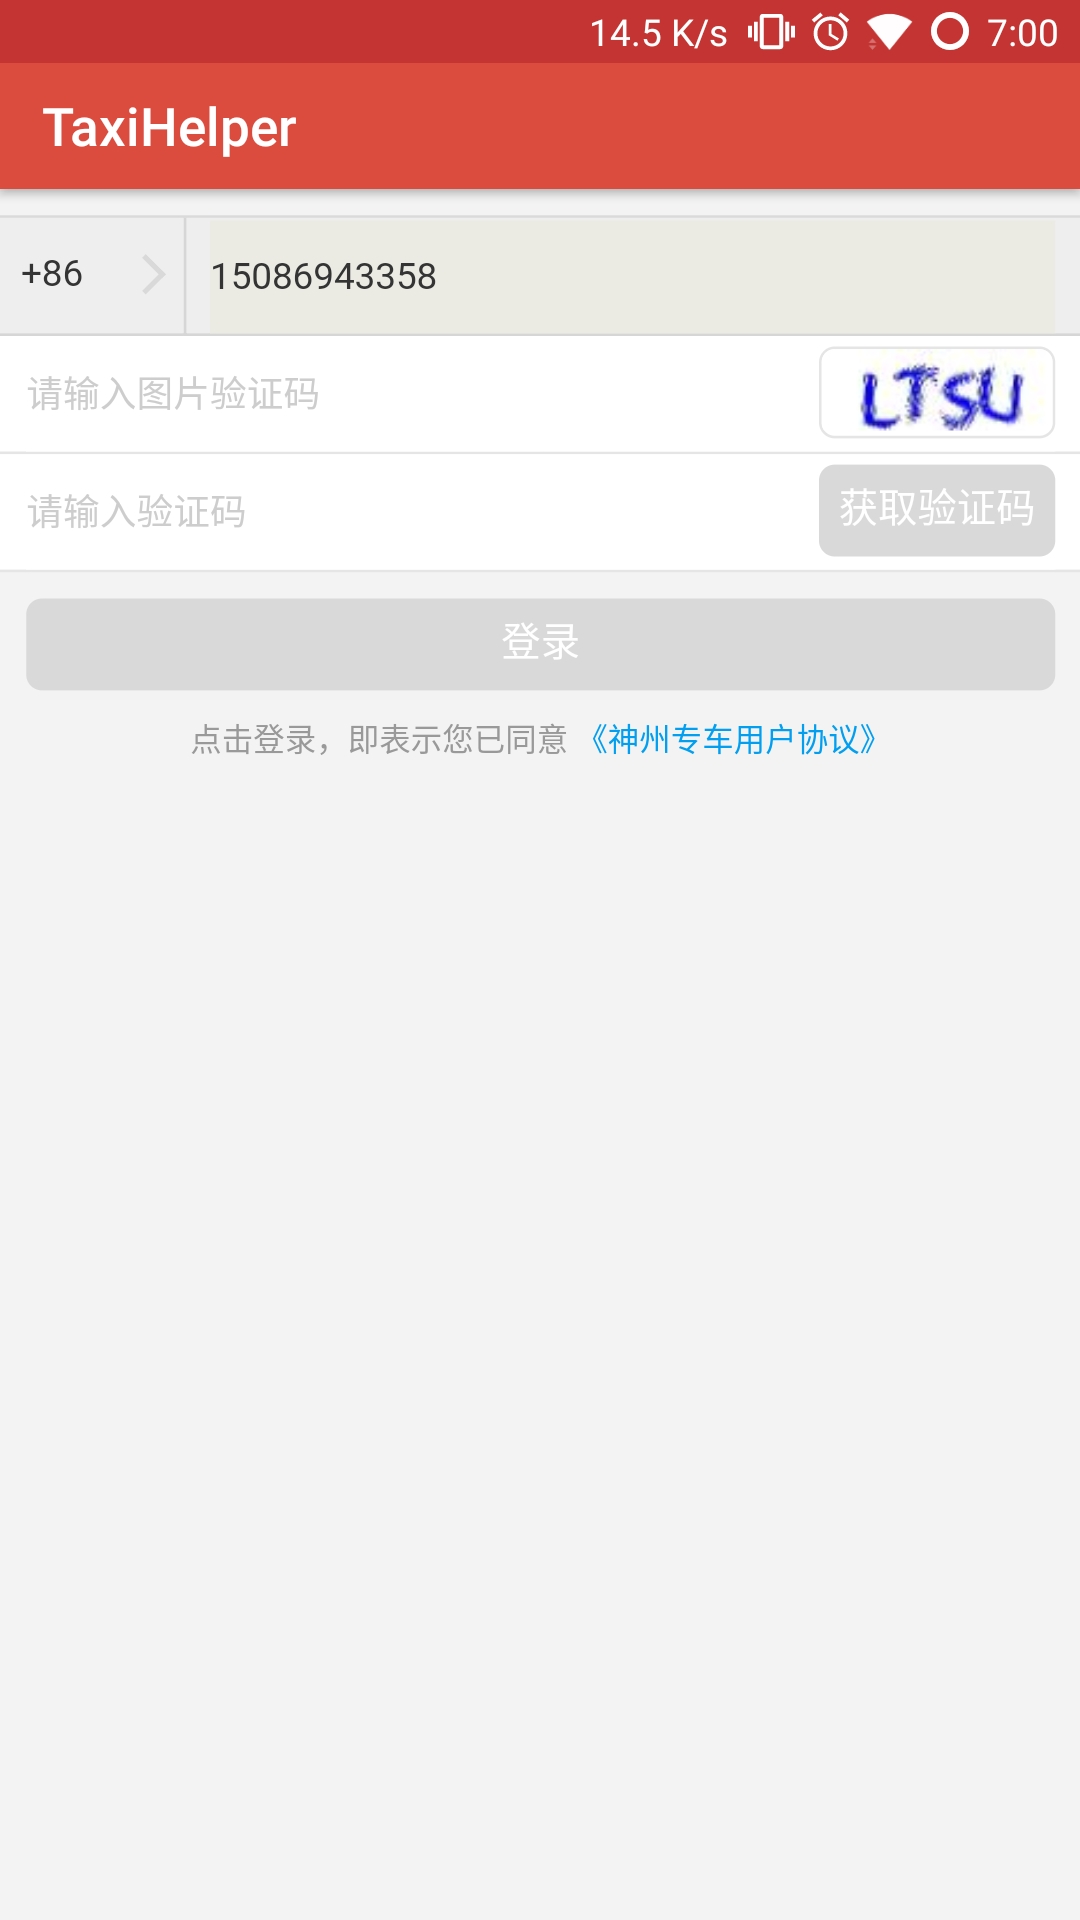 14.5 K/s 7:00
TaxiHelper
+86 15086943358
请输入图片验证码 LTSU
请输入验证码 获取验证码
登录
点击登录，即表示您已同意 《神州专车用户协议》